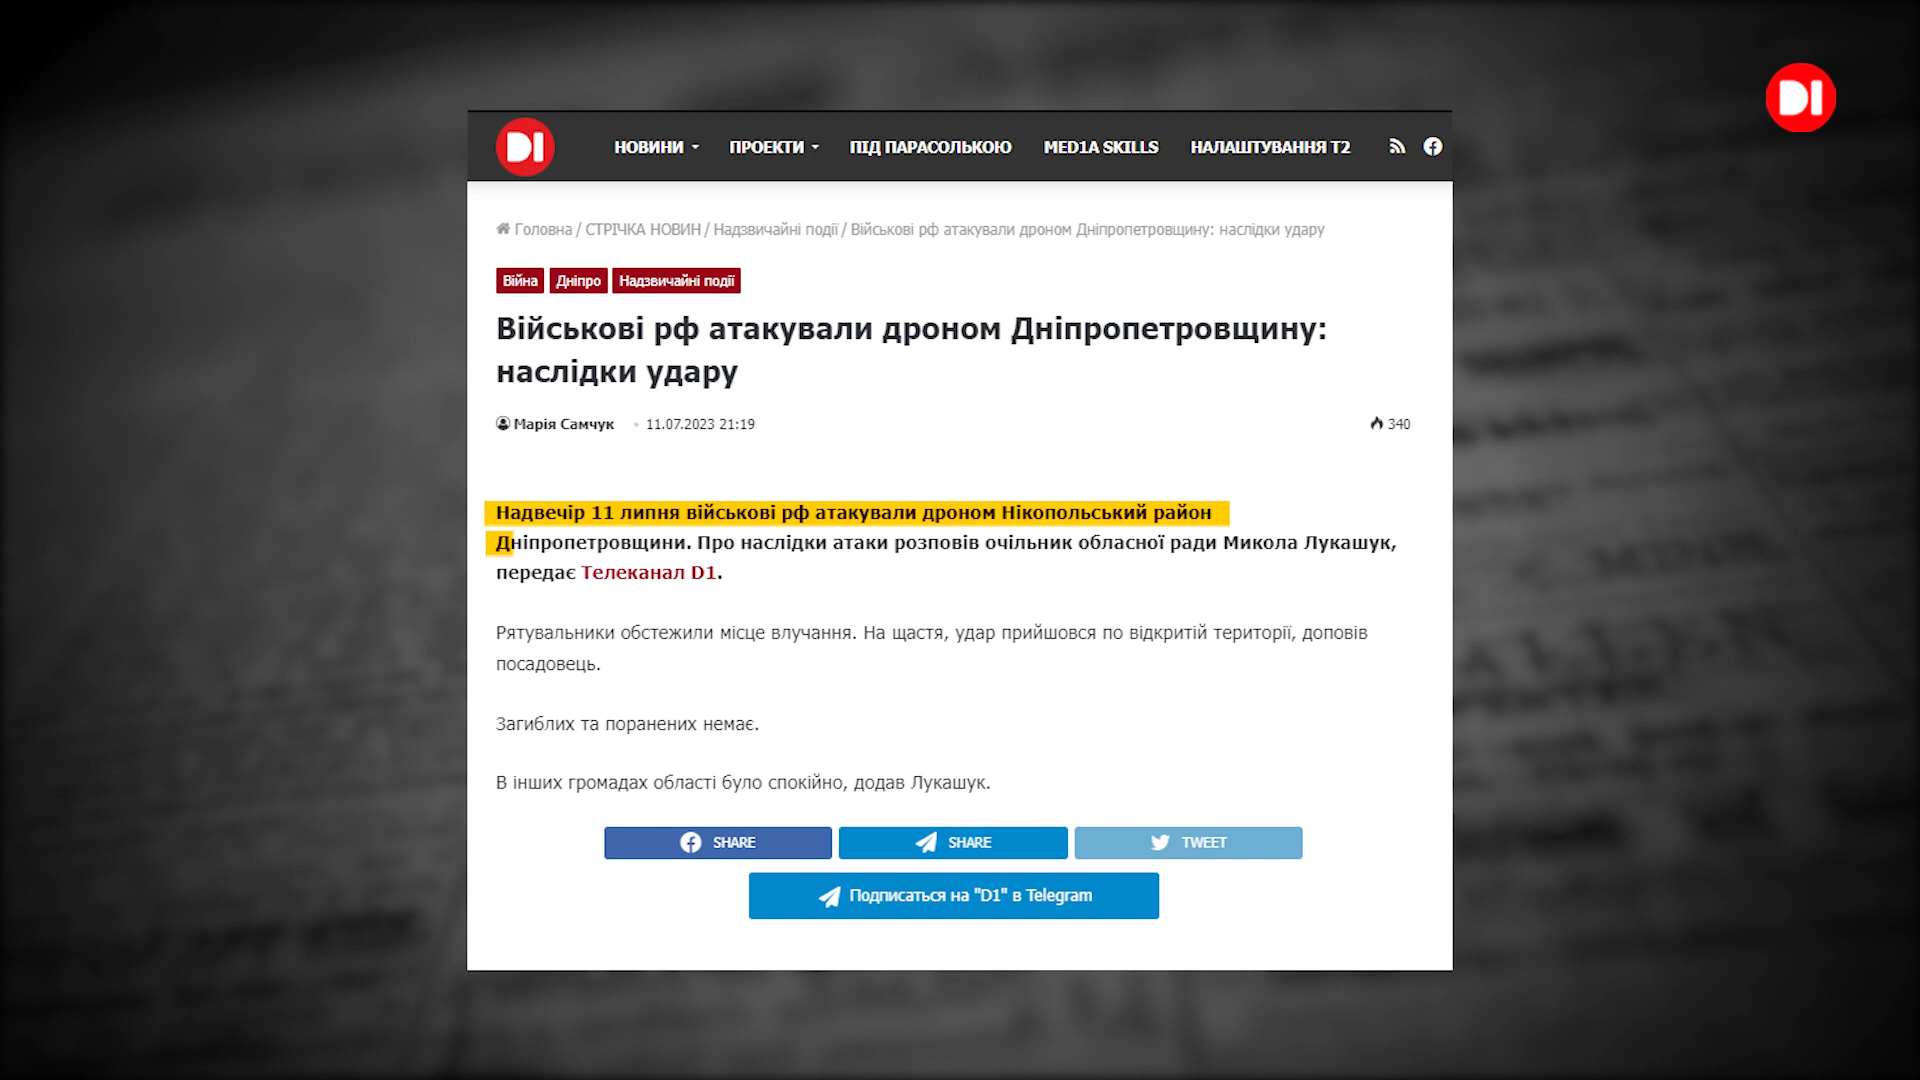 D1
D1
НОВИНИ ПРОЕКТИ ПІД ПАРАСОЛЬКОЮ MED1A SKILLS НАЛАШТУВАННЯ Т2
Головна / СТРІЧКА НОВИН / Надзвичайні події / Військові рф атакували дроном Дніпропетровщину: наслідки удару
Війна Дніпро Надзвичайні події
Військові рф атакували дроном Дніпропетровщину:
наслідки удару
Марія Самчук • 11.07.2023 21:19 340
Надвечір 11 липня військові рф атакували дроном Нікопольський район
Дніпропетровщини. Про наслідки атаки розповів очільник обласної ради Микола Лукашук,
передає Телеканал D1.
Рятувальники обстежили місце влучання. На щастя, удар прийшовся по відкритій території, доповів
посадовець.
Загиблих та поранених немає.
В інших громадах області було спокійно, додав Лукашук.
SHARE SHARE TWEET
Подписаться на "D1" в Telegram